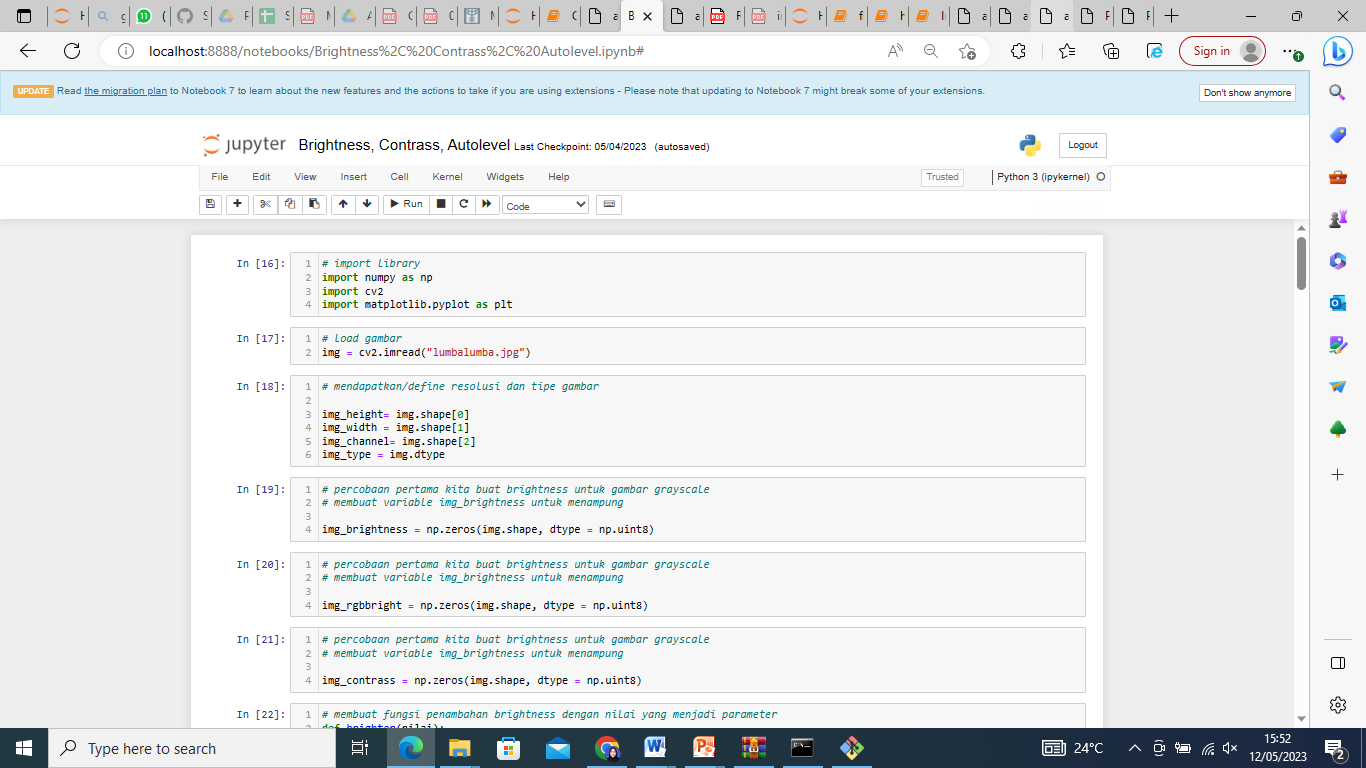 localhost:8888/notebooks/Brightness%2C%20Contrass%2C%20Autolevel.ipynb#
Sign in
UPDATE Read the migration plan to Notebook 7 to learn about the new features and the actions to take if you are using extensions - Please note that updating to Notebook 7 might break some of your extensions.
Don't show anymore
jupyter Brightness, Contrass, Autolevel Last Checkpoint: 05/04/2023 (autosaved)
Logout
File Edit View Insert Cell Kernel Widgets Help
Trusted
Python 3 (ipykernel)
Run
Code
In [16]:
1 # import library
2 import numpy as np
3 import cv2
4 import matplotlib.pyplot as plt
In [17]:
1 # load gambar
2 img = cv2.imread("lumbalumba.jpg")
In [18]:
1 # mendapatkan/define resolusi dan tipe gambar
2
3 img_height= img.shape[0]
4 img_width = img.shape[1]
5 img_channel= img.shape[2]
6 img_type = img.dtype
In [19]:
1 # percobaan pertama kita buat brightness untuk gambar grayscale
2 # membuat variable img_brightness untuk menampung
3
4 img_brightness = np.zeros(img.shape, dtype = np.uint8)
In [20]:
1 # percobaan pertama kita buat brightness untuk gambar grayscale
2 # membuat variable img_brightness untuk menampung
3
4 img_rgbbright = np.zeros(img.shape, dtype = np.uint8)
In [21]:
1 # percobaan pertama kita buat brightness untuk gambar grayscale
2 # membuat variable img_brightness untuk menampung
3
4 img_contrass = np.zeros(img.shape, dtype = np.uint8)
In [22]:
1 # membuat fungsi penambahan brightness dengan nilai yang menjadi parameter
Type here to search
24°C
15:52
12/05/2023
2